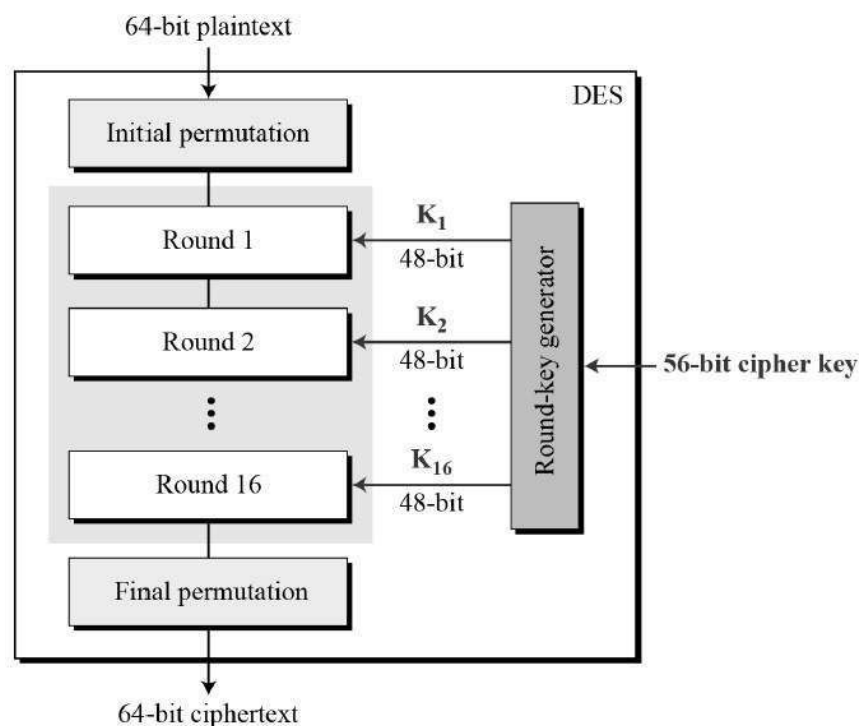 64-bit plaintext
DES
Initial permutation
Round 1
K1
48-bit
Round 2
K2
48-bit
Round-key generator
56-bit cipher key
Round 16
K16
48-bit
Final permutation
64-bit ciphertext